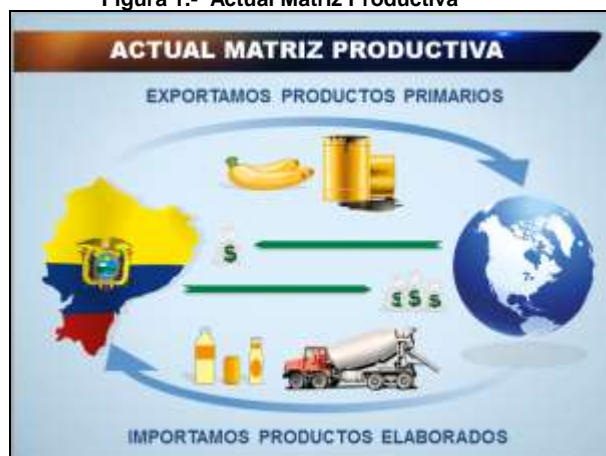 Figura 1.- Actual Matriz Productiva
ACTUAL MATRIZ PRODUCTIVA
EXPORTAMOS PRODUCTOS PRIMARIOS
$
£ $ $
IMPORTAMOS PRODUCTOS ELABORADOS